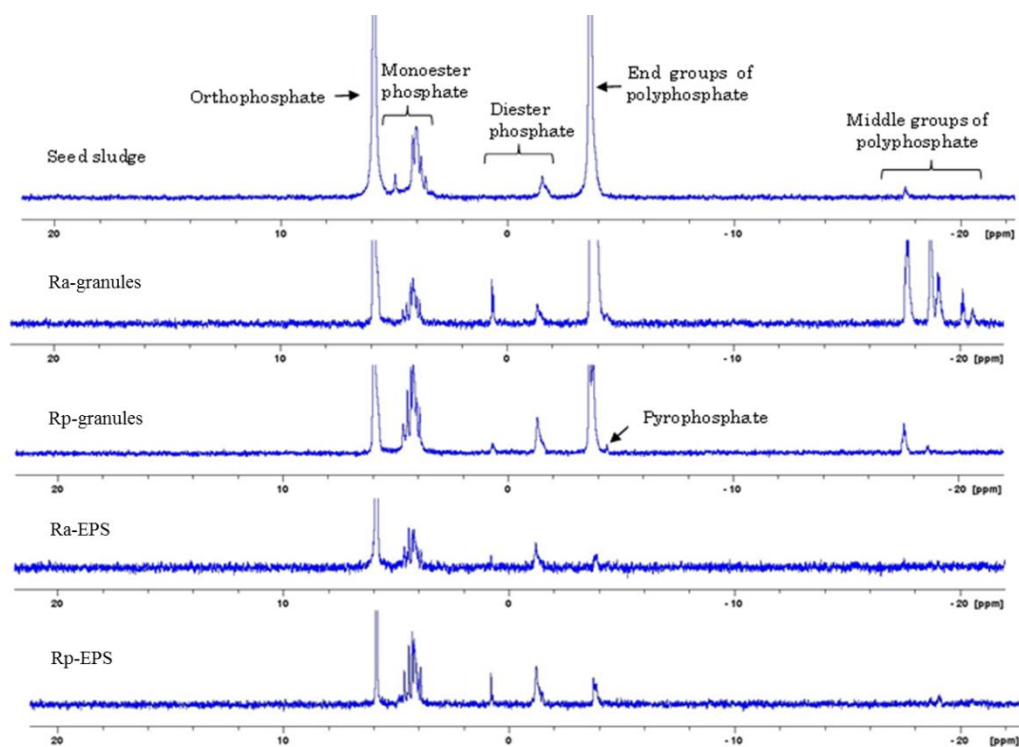 Orthophosphate
Monoester
phosphate
Diester
phosphate
End groups of
polyphosphate
Middle groups of
polyphosphate
Seed sludge
20 10 0 - 10 - 20 [ppm]
Ra-granules
20 10 0 - 10 - 20 [ppm]
Rp-granules
Pyrophosphate
20 10 0 - 10 - 20 [ppm]
Ra-EPS
20 10 0 - 10 - 20 [ppm]
Rp-EPS
20 10 0 - 10 - 20 [ppm]